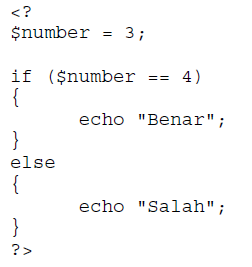 <?
$number = 3;
if ($number == 4)
{
echo "Benar";
}
else
{
echo "Salah";
}
?>